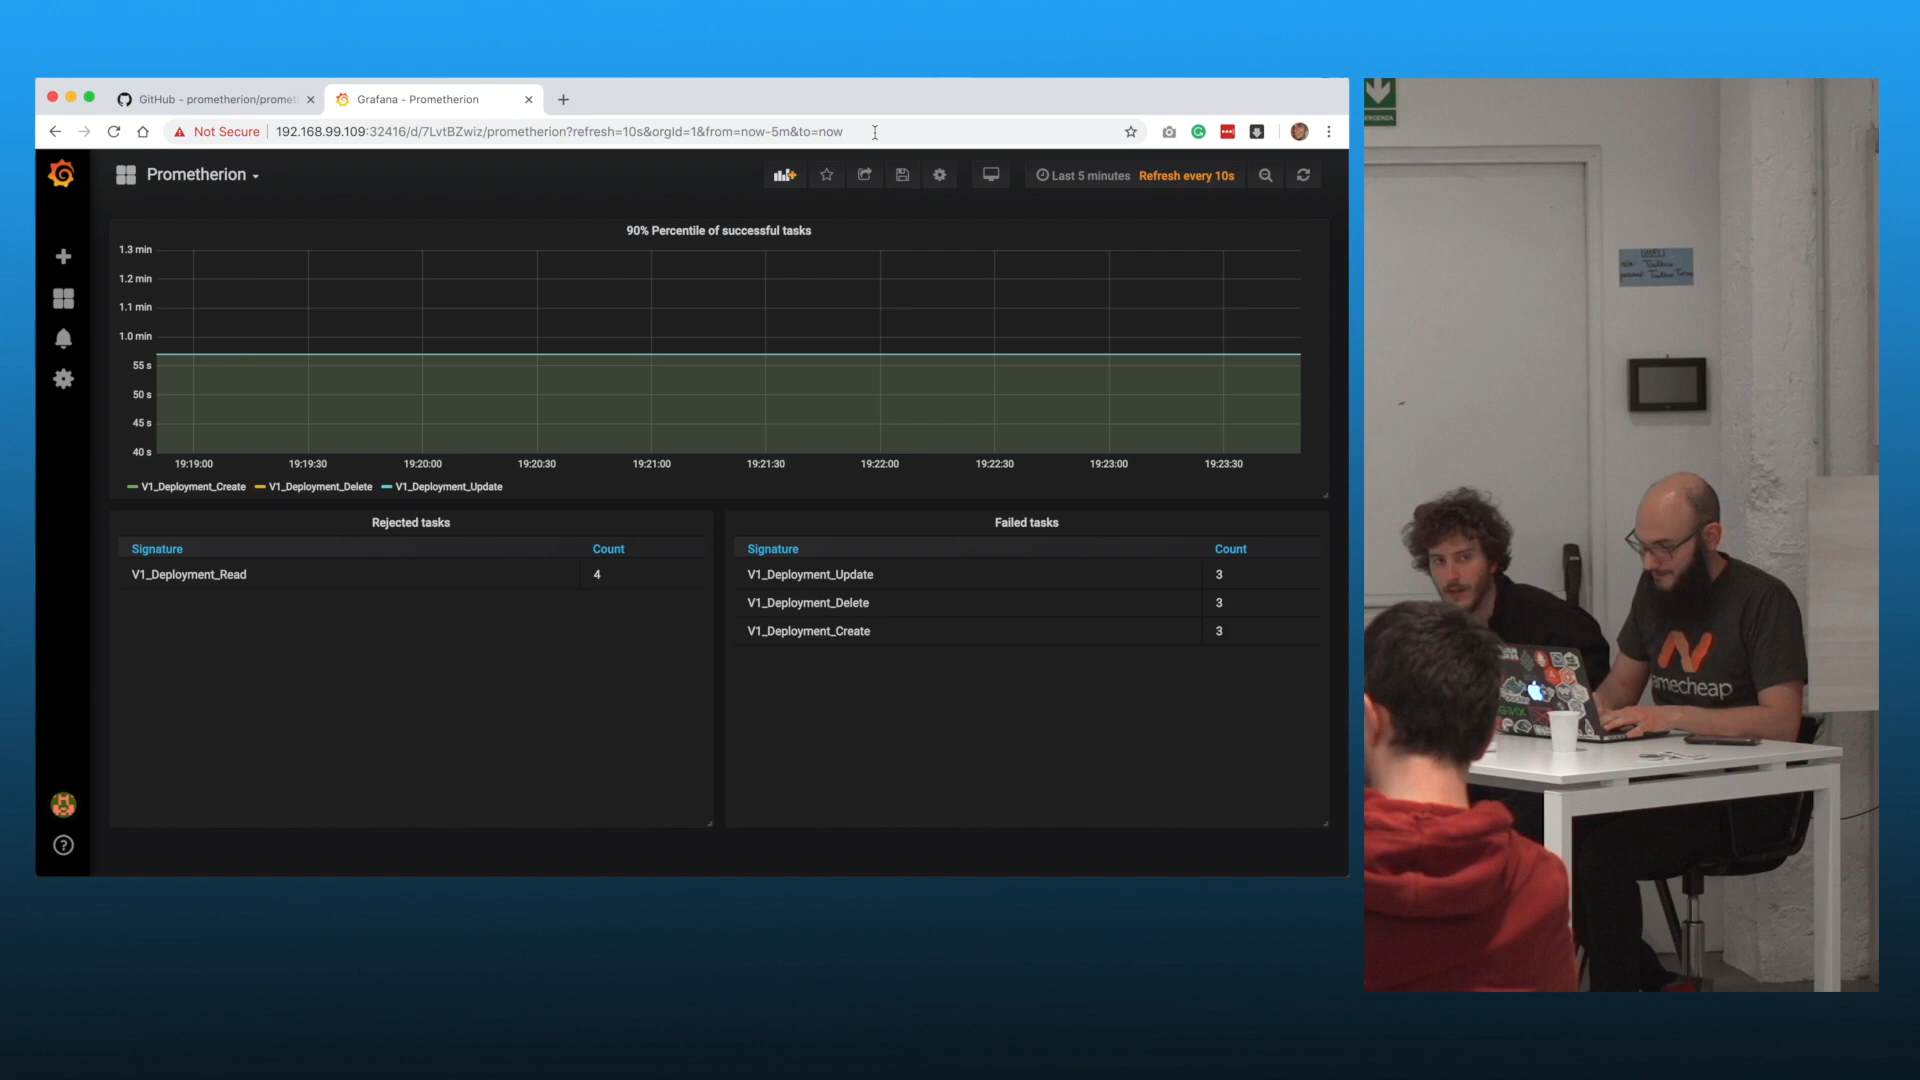 GitHub - prometherion/promet
Grafana - Prometherion
Not Secure
192.168.99.109:32416/d/7LvtBZwiz/prometherion?refresh=10s&orgId=1&from=now-5m&to=now
Prometherion
Last 5 minutes Refresh every 10s
90% Percentile of successful tasks
1.3 min
1.2 min
1.1 min
1.0 min
55 s
50 s
45 s
40 s
19:19:00 19:19:30 19:20:00 19:20:30 19:21:00 19:21:30 19:22:00 19:22:30 19:23:00 19:23:30
V1_Deployment_Create V1_Deployment_Delete V1_Deployment_Update
Rejected tasks
Signature Count
V1_Deployment_Read 4
Failed tasks
Signature Count
V1_Deployment_Update 3
V1_Deployment_Delete 3
V1_Deployment_Create 3
amecheap